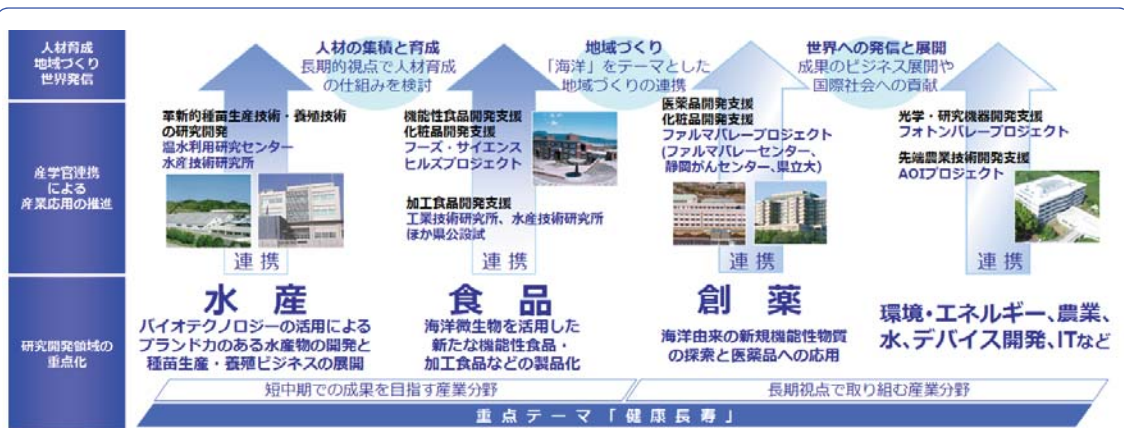 人材育成
地域づくり
世界発信
人材の集積と育成
長期的視点で人材育成
の仕組みを検討
地域づくり
「海洋」をテーマとした
地域づくりの連携
世界への発信と展開
成果のビジネス展開や
国際社会への貢献
産学官連携
による
産業応用の推進
革新的種苗生産技術・養殖技術
の研究開発
温水利用研究センター
水産技術研究所
機能性食品開発支援
化粧品開発支援
フーズ・サイエンス
ヒルズプロジェクト
加工食品開発支援
工業技術研究所、水産技術研究所
ほか県公設試
医薬品開発支援
化粧品開発支援
ファルマバレープロジェクト
(ファルマバレーセンター、
静岡がんセンター、県立大)
光学・研究機器開発支援
フォトンバレープロジェクト
先端農業技術開発支援
AOIプロジェクト
連携
連携
連携
連携
研究開発領域の
重点化
水産
バイオテクノロジーの活用による
ブランド力のある水産物の開発と
種苗生産・養殖ビジネスの展開
食品
海洋微生物を活用した
新たな機能性食品・
加工食品などの製品化
創薬
海洋由来の新規機能性物質
の探索と医薬品への応用
環境・エネルギー、農業、
水、デバイス開発、ITなど
短中期での成果を目指す産業分野
長期視点で取り組む産業分野
重点テーマ「健康長寿」